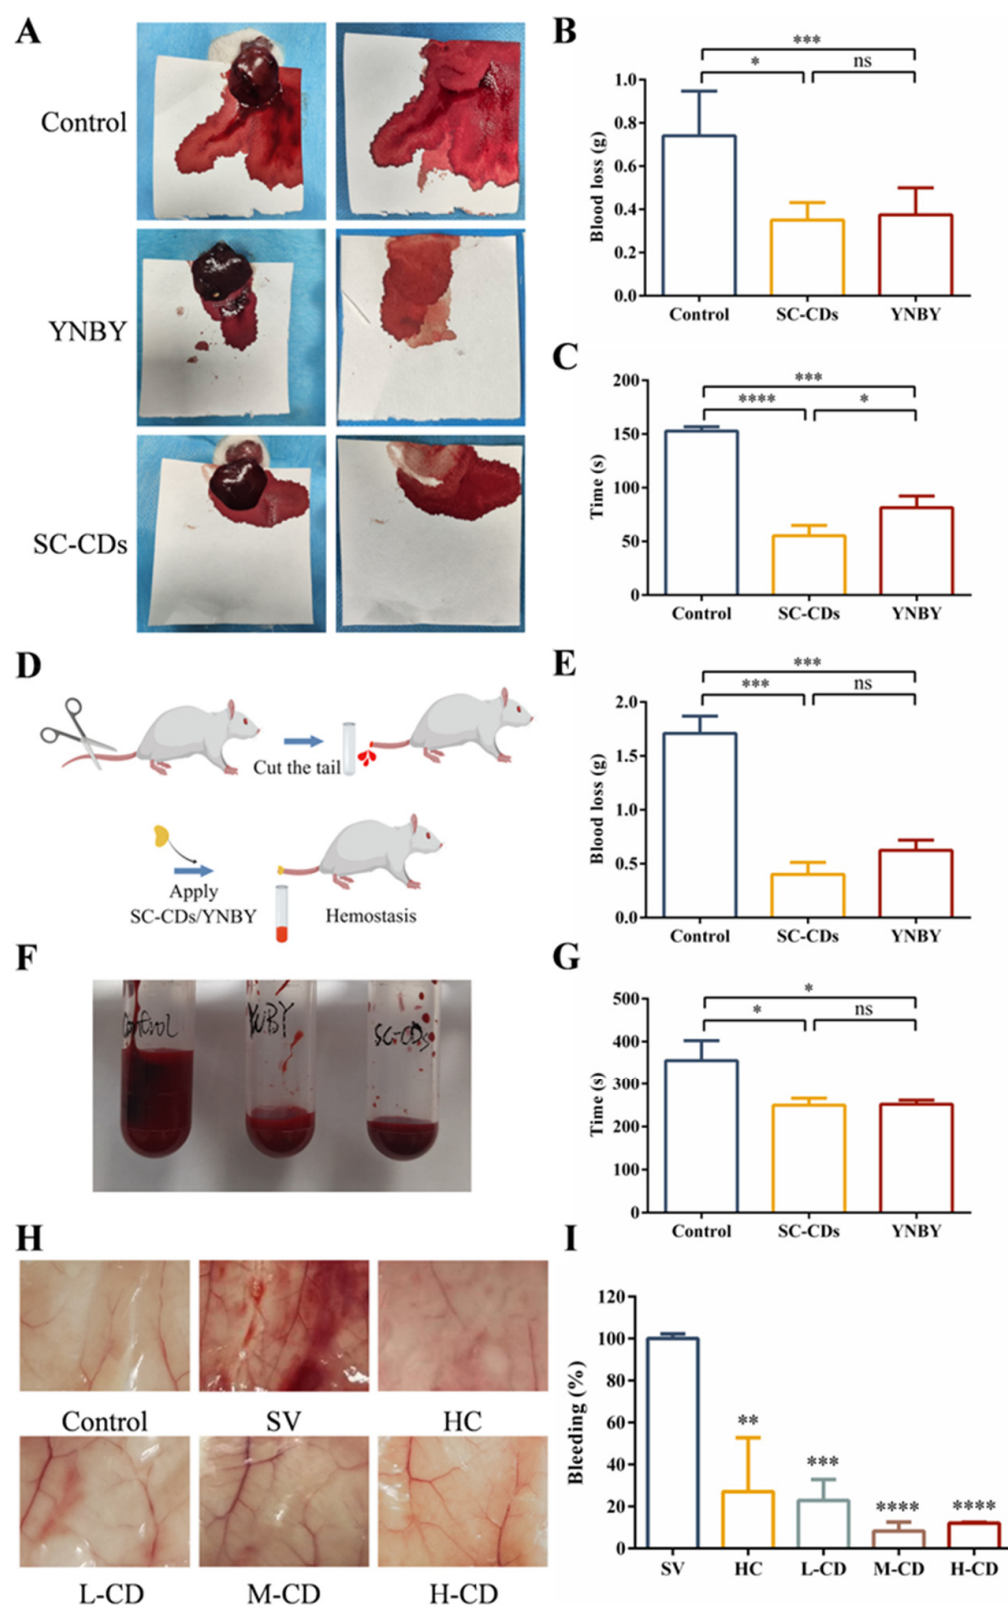 A
Control
YNBY
SC-CDs
B
***
*
ns
Blood loss (g)
1.0
0.8
0.6
0.4
0.2
0.0
Control SC-CDs YNBY
C
***
****
*
Time (s)
200
150
100
50
0
Control SC-CDs YNBY
D
Cut the tail
Apply
SC-CDs/YNBY
Hemostasis
E
***
***
ns
Blood loss (g)
2.0
1.5
1.0
0.5
0.0
Control SC-CDs YNBY
F
Control YNBY SC-CDs
G
*
*
ns
Time (s)
500
400
300
200
100
0
Control SC-CDs YNBY
H
Control SV HC
L-CD M-CD H-CD
I
Bleeding (%)
120
100
80
60
40
20
0
**
***
****
****
SV HC L-CD M-CD H-CD